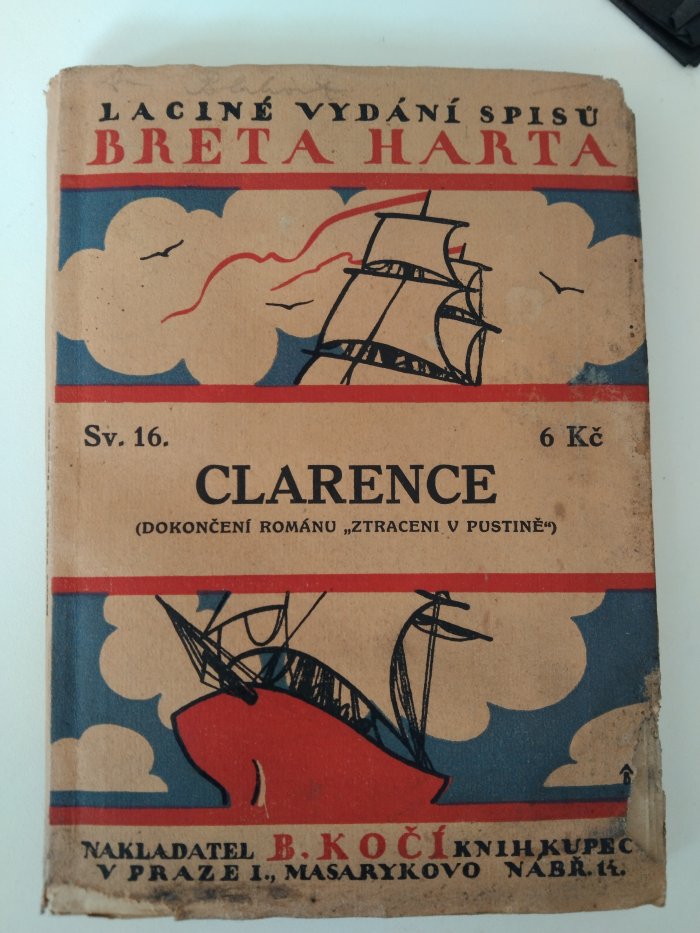 LACINÉ VYDÁNÍ SPISŮ
BRETA HARTA
Sv. 16. 6 Kč
CLARENCE
(DOKONČENÍ ROMÁNU „ZTRACENI V PUSTINĚ“)
NAKLADATEL B. KOČÍ KNIHKUPEC
V PRAZE I., MASARYKOVO NÁBŘ. 14.